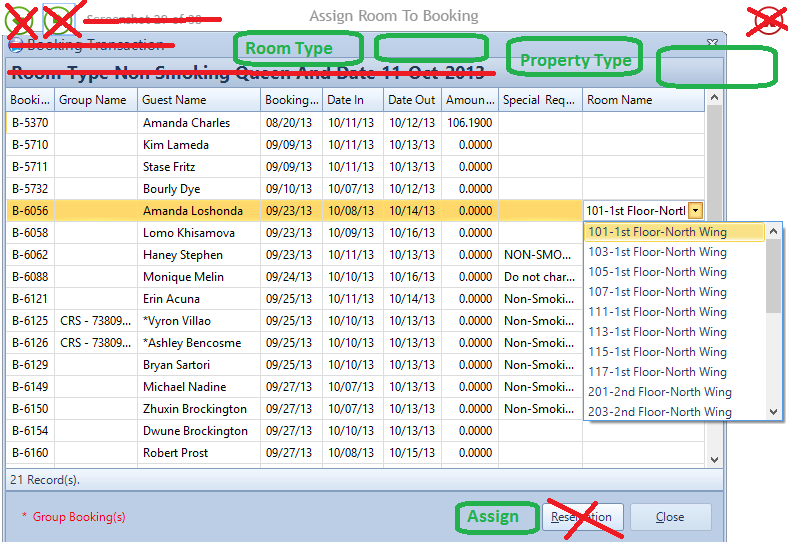 Screenshot 29 of 98 Assign Room To Booking
Booking Transaction Room Type
Room Type Non Smoking Queen And Date 11 Oct 2013 Property Type
Booki... Group Name Guest Name Booking... Date In Date Out Amoun... Special Req... Room Name
B-5370 Amanda Charles 08/20/13 10/11/13 10/12/13 106.1900
B-5710 Kim Lameda 09/09/13 10/11/13 10/13/13 0.0000
B-5711 Stase Fritz 09/09/13 10/11/13 10/13/13 0.0000
B-5732 Bourly Dye 09/10/13 10/07/13 10/12/13 0.0000
B-6056 Amanda Loshonda 09/23/13 10/08/13 10/14/13 0.0000 101-1st Floor-Nortl
B-6058 Lomo Khisamova 09/23/13 10/09/13 10/16/13 0.0000 101-1st Floor-North Wing
B-6062 Haney Stephen 09/23/13 10/11/13 10/13/13 0.0000 NON-SMO... 103-1st Floor-North Wing
B-6088 Monique Melin 09/24/13 10/10/13 10/16/13 0.0000 Do not char... 105-1st Floor-North Wing
B-6121 Erin Acuna 09/25/13 10/11/13 10/14/13 0.0000 Non-Smoki... 107-1st Floor-North Wing
B-6125 CRS - 73809... *Vyron Villao 09/25/13 10/10/13 10/13/13 0.0000 Non-Smoki... 111-1st Floor-North Wing
B-6126 CRS - 73809... *Ashley Bencosme 09/25/13 10/10/13 10/13/13 0.0000 Non-Smoki... 113-1st Floor-North Wing
B-6129 Bryan Sartori 09/25/13 10/10/13 10/13/13 0.0000 Non-Smoki... 115-1st Floor-North Wing
B-6149 Michael Nadine 09/27/13 10/07/13 10/13/13 0.0000 Non-Smoki... 117-1st Floor-North Wing
B-6150 Zhuxin Brockington 09/27/13 10/07/13 10/13/13 0.0000 Non-Smoki... 201-2nd Floor-North Wing
B-6154 Dwune Brockington 09/27/13 10/10/13 10/13/13 0.0000 203-2nd Floor-North Wing
B-6160 Robert Prost 09/27/13 10/08/13 10/15/13 0.0000
21 Record(s).
* Group Booking(s) Assign Reservation Close